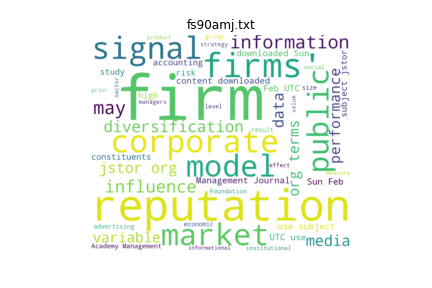 fs90amj.txt
signal
information
product
group
strategy
downloaded Sun
accounting
study
risk
firms'
content downloaded
social
subject
jstor
firm
high
Feb UTC
size
sector
prior
managers
may
level
data
value
performance
public
diversification
result
org terms
corporate
constituents
model
effect
jstor org
Management Journal
Sun Feb
measure
influence
Foundation
reputation
advertising
economic
use subject
variable
market
UTC use
media
Academy Management
informational
institutional